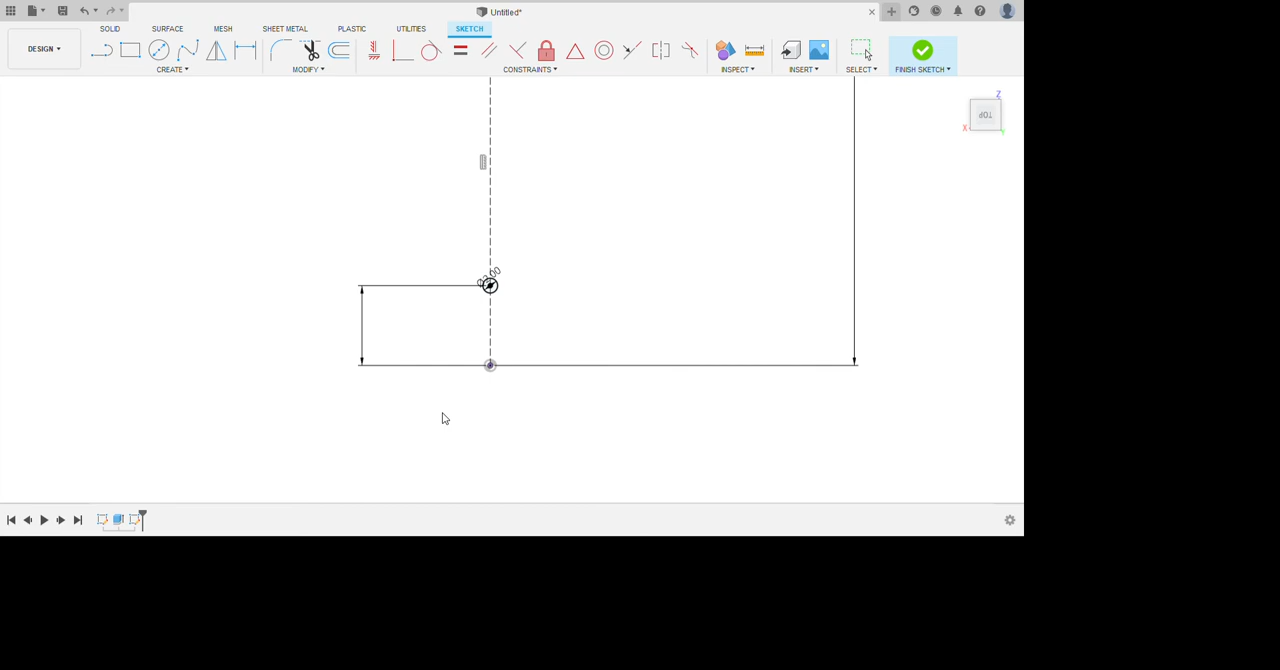 Untitled*
SOLID SURFACE MESH SHEET METAL PLASTIC UTILITIES SKETCH
DESIGN
CREATE MODIFY CONSTRAINTS INSPECT INSERT SELECT FINISH SKETCH
Z
TOP
X
Y